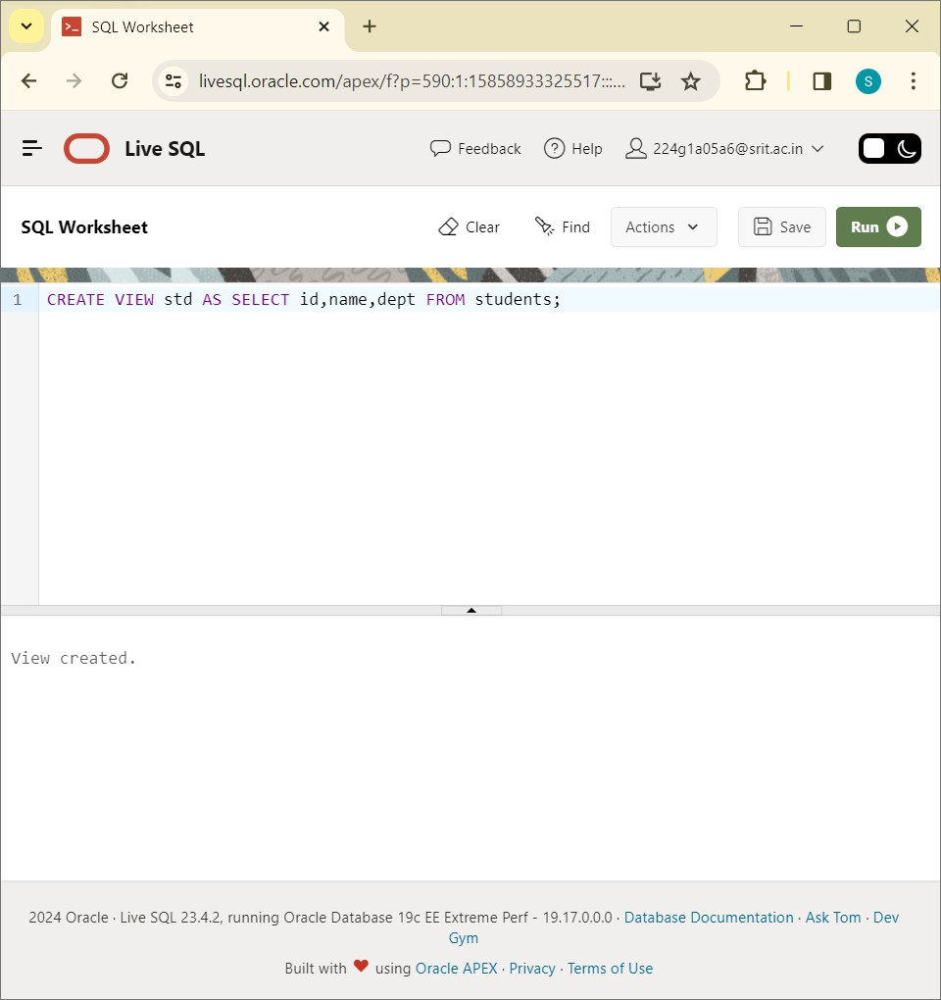 SQL Worksheet
livesql.oracle.com/apex/f?p=590:1:15858933325517:::...
S
Live SQL
Feedback
Help
224g1a05a6@srit.ac.in
SQL Worksheet
Clear
Find
Actions
Save
Run
1 CREATE VIEW std AS SELECT id,name,dept FROM students;
View created.
2024 Oracle · Live SQL 23.4.2, running Oracle Database 19c EE Extreme Perf - 19.17.0.0.0 · Database Documentation · Ask Tom · Dev
Gym
Built with ❤ using Oracle APEX · Privacy · Terms of Use